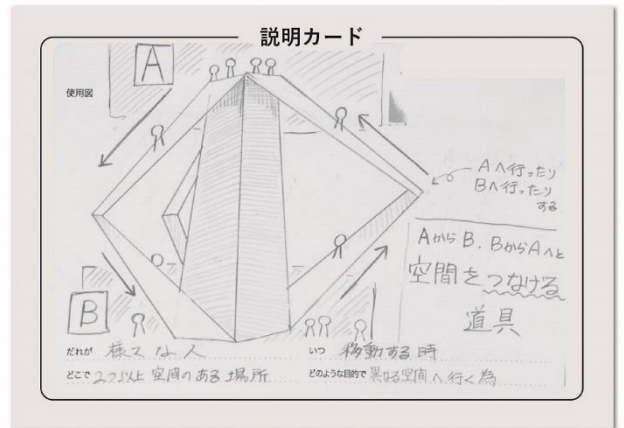 説明カード
使用図
A
Aへ行ったり
Bへ行ったり
する
AからB、BからAへと
空間をつなげる
道具
B
だれが 様々な人
いつ 移動する時
どこで 2つ以上空間のある場所
どのような目的で 異なる空間へ行く為